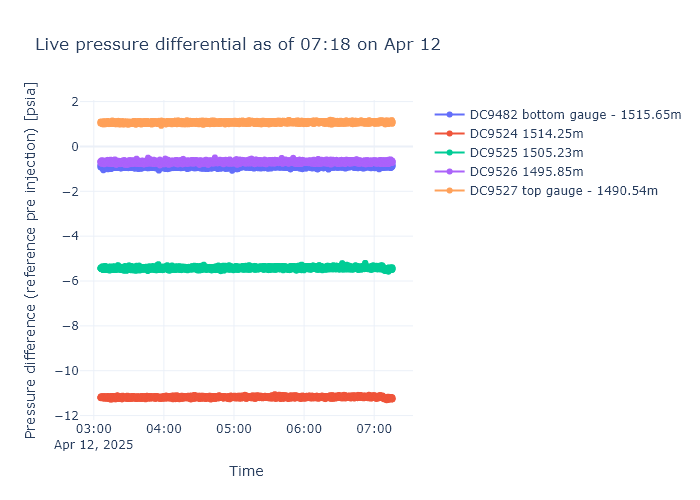 Live pressure differential as of 07:18 on Apr 12
Pressure difference (reference pre injection) [psia]
2
0
−2
−4
−6
−8
−10
−12
03:00
04:00
05:00
06:00
07:00
Apr 12, 2025
Time
DC9482 bottom gauge - 1515.65m
DC9524 1514.25m
DC9525 1505.23m
DC9526 1495.85m
DC9527 top gauge - 1490.54m